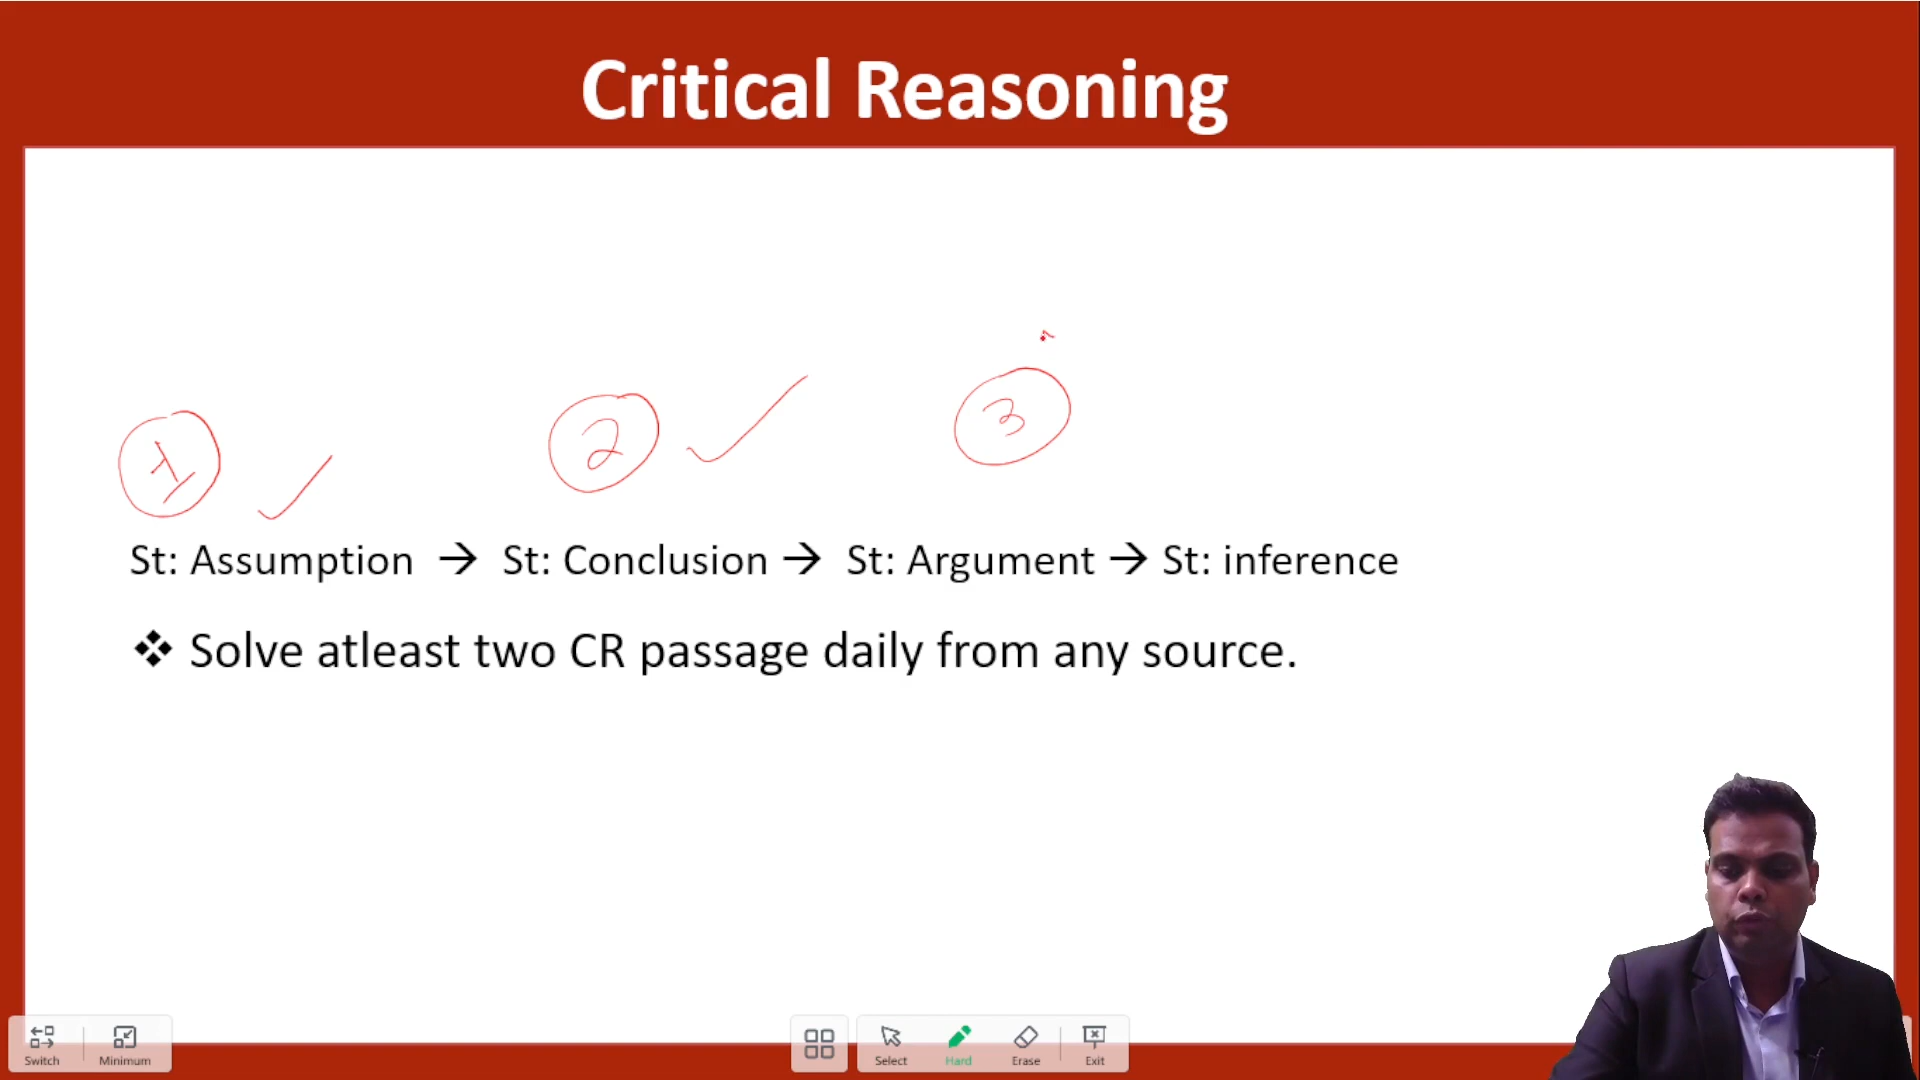 Critical Reasoning
1 2 3
St: Assumption → St: Conclusion → St: Argument → St: inference
❖ Solve atleast two CR passage daily from any source.
Switch Minimum Select Hard Erase Exit